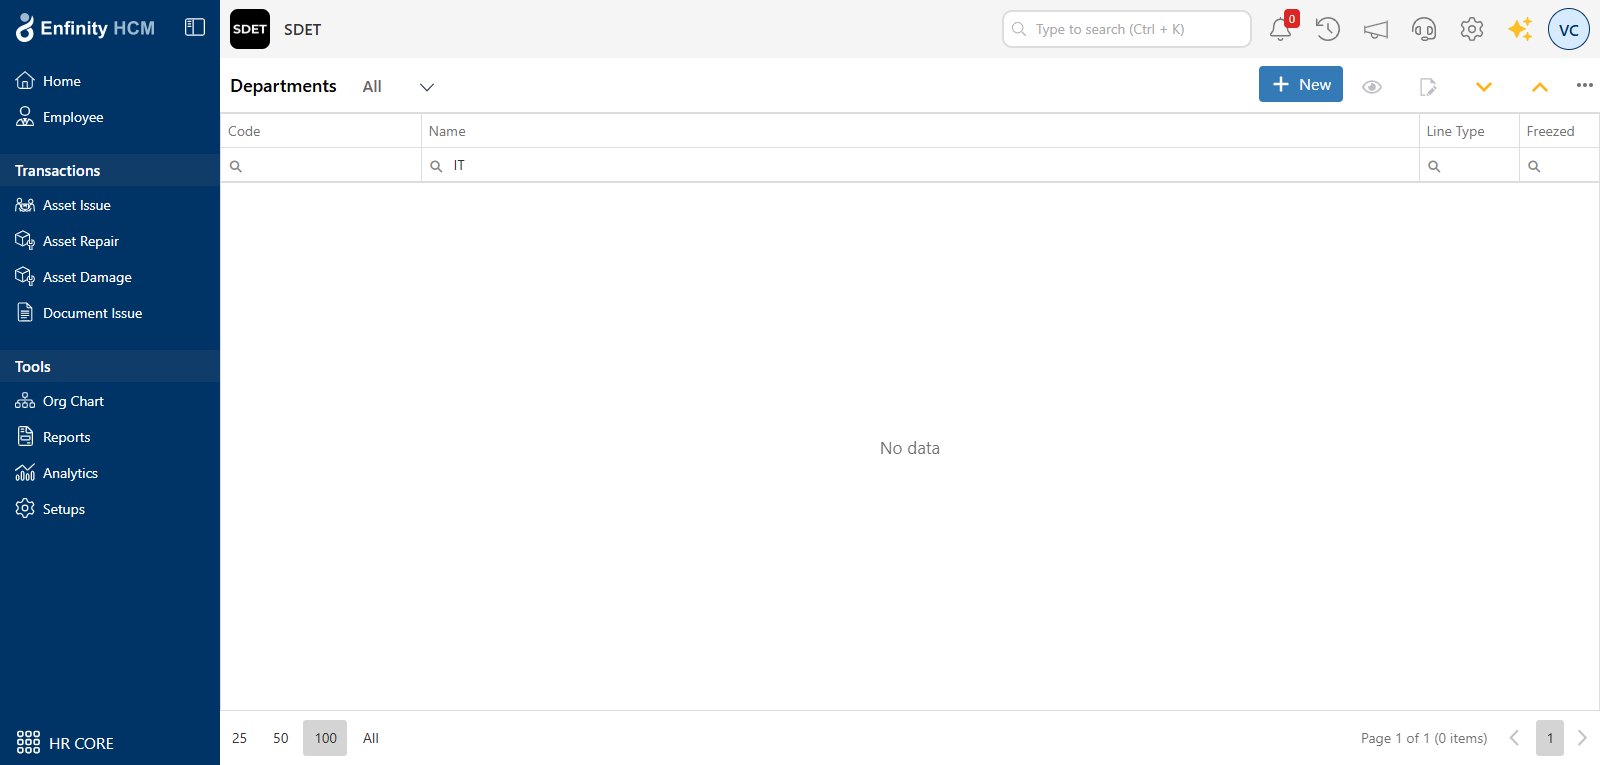 Enfinity HCM
SDET SDET
Type to search (Ctrl + K)
0
VC
Home
Employee
Transactions
Asset Issue
Asset Repair
Asset Damage
Document Issue
Tools
Org Chart
Reports
Analytics
Setups
HR CORE
Departments All
New
Code Name Line Type Freezed
IT
No data
25 50 100 All
Page 1 of 1 (0 items) 1